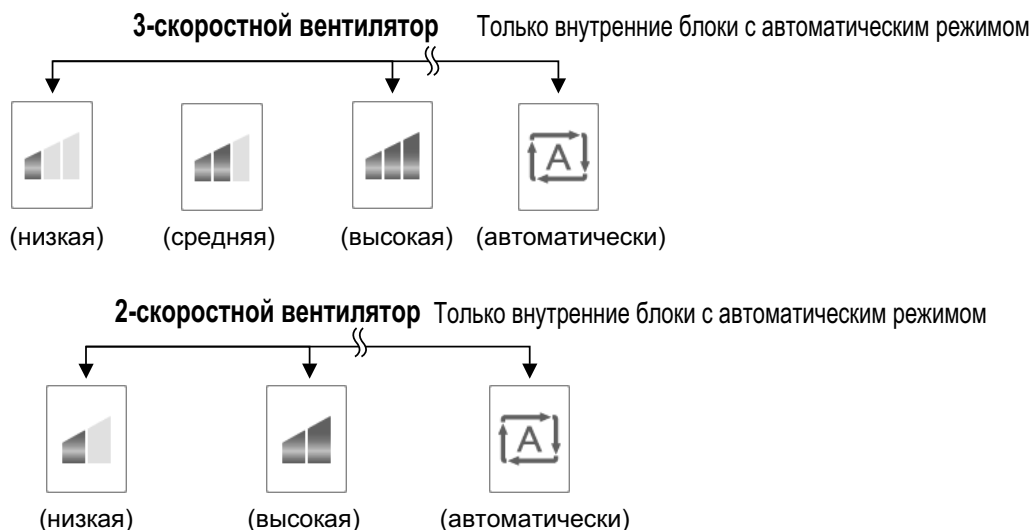 3-скоростной вентилятор Только внутренние блоки с автоматическим режимом
A
(низкая) (средняя) (высокая) (автоматически)
2-скоростной вентилятор Только внутренние блоки с автоматическим режимом
A
(низкая) (высокая) (автоматически)